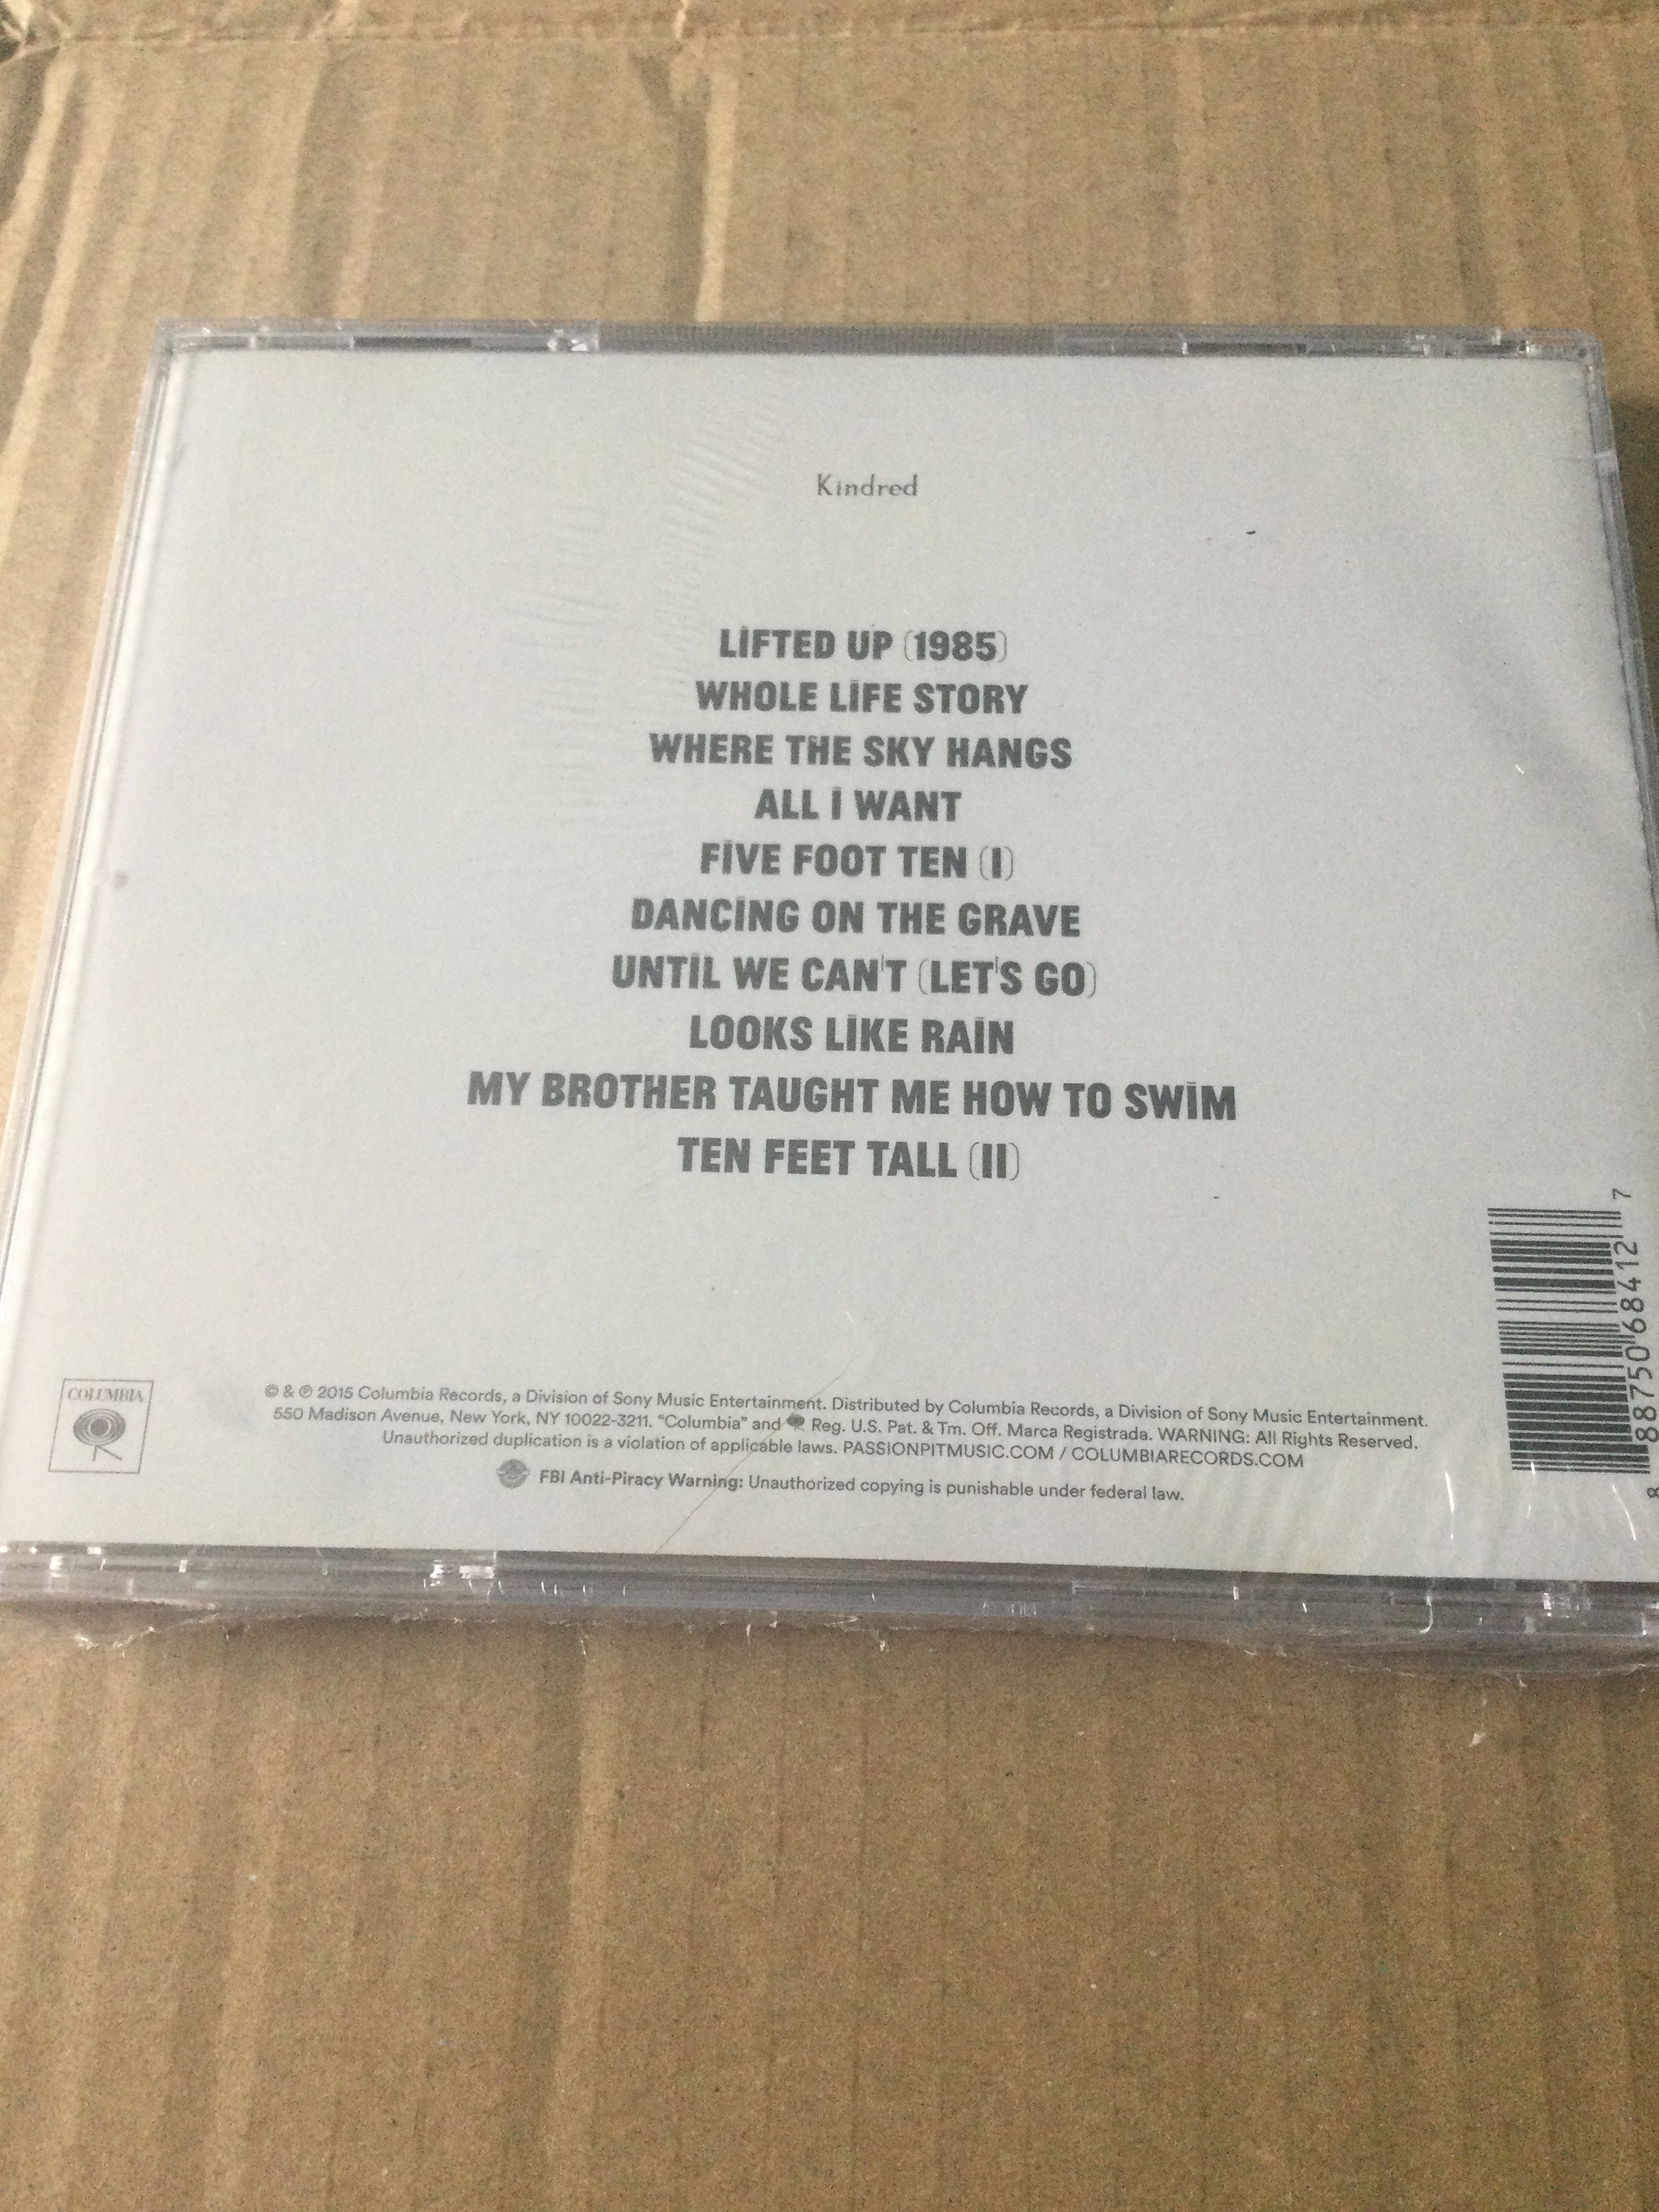 Kindred
LIFTED UP (1985)
WHOLE LIFE STORY
WHERE THE SKY HANGS
ALL I WANT
FIVE FOOT TEN (I)
DANCING ON THE GRAVE
UNTIL WE CAN'T (LET'S GO)
LOOKS LIKE RAIN
MY BROTHER TAUGHT ME HOW TO SWIM
TEN FEET TALL (II)
8 88750 68412 7
COLUMBIA
© & ℗ 2015 Columbia Records, a Division of Sony Music Entertainment. Distributed by Columbia Records, a Division of Sony Music Entertainment.
550 Madison Avenue, New York, NY 10022-3211. "Columbia" and Reg. U.S. Pat. & Tm. Off. Marca Registrada. WARNING: All Rights Reserved.
Unauthorized duplication is a violation of applicable laws. PASSIONPITMUSIC.COM / COLUMBIARECORDS.COM
FBI Anti-Piracy Warning: Unauthorized copying is punishable under federal law.